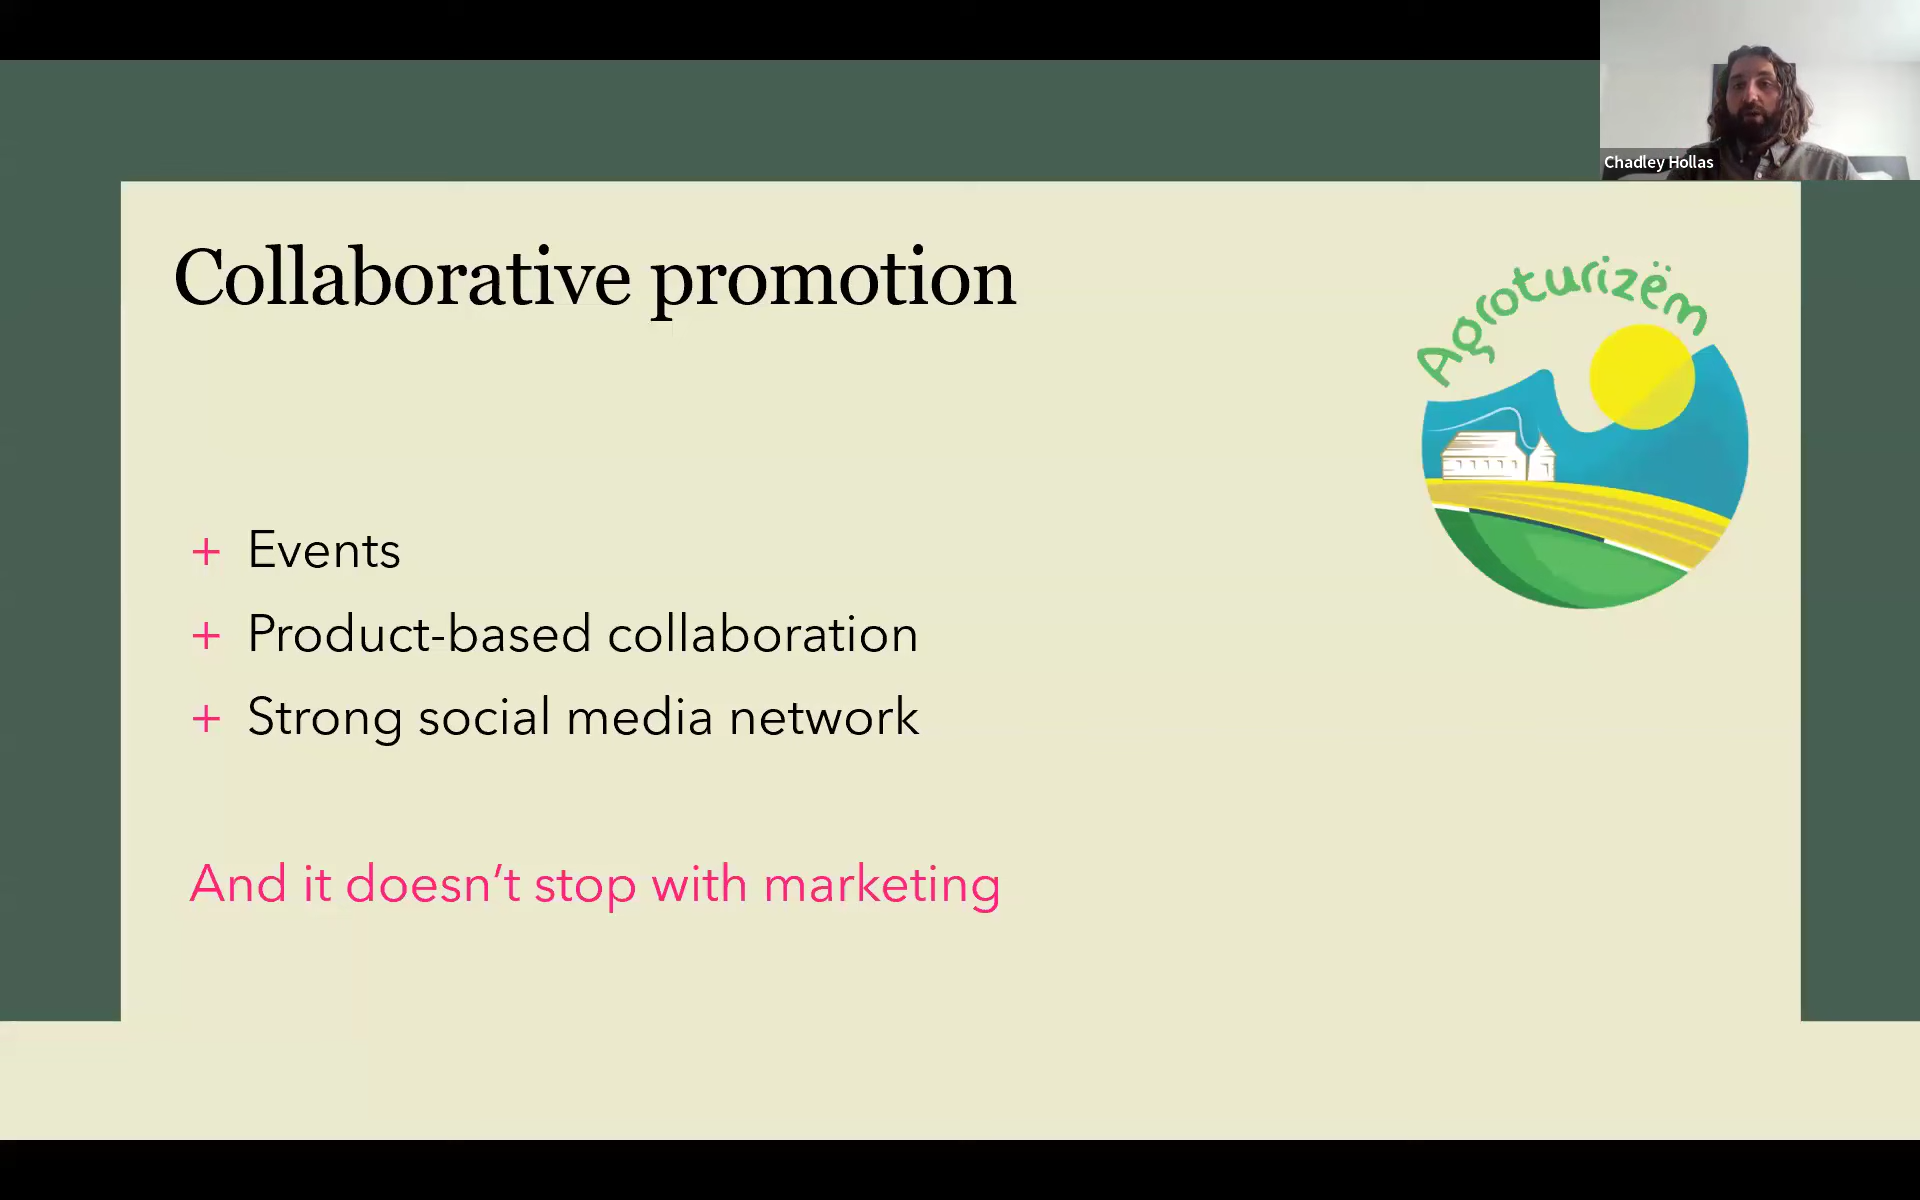 Chadley Hollas
Collaborative promotion
Agroturizëm
+ Events
+ Product-based collaboration
+ Strong social media network
And it doesn’t stop with marketing